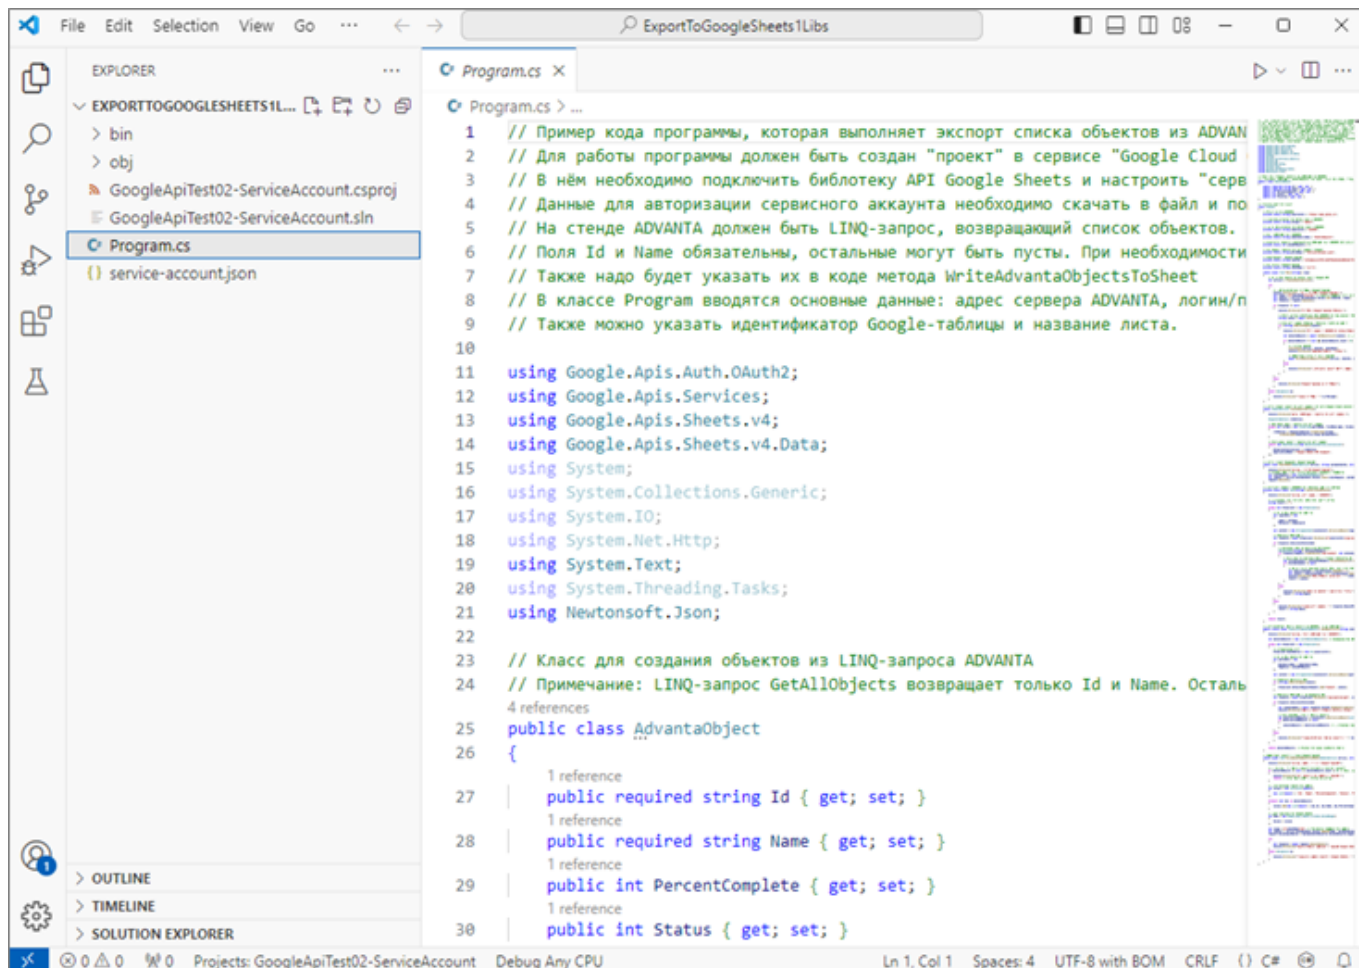 File Edit Selection View Go ··· ExportToGoogleSheets1Libs
EXPLORER ···
EXPORTTOGOOGLESHEETS1L...
bin
obj
GoogleApiTest02-ServiceAccount.csproj
GoogleApiTest02-ServiceAccount.sln
C# Program.cs
{} service-account.json
OUTLINE
TIMELINE
SOLUTION EXPLORER
C# Program.cs
C# Program.cs > ...
1 // Пример кода программы, которая выполняет экспорт списка объектов из ADVAN
2 // Для работы программы должен быть создан "проект" в сервисе "Google Cloud
3 // В нём необходимо подключить библотеку API Google Sheets и настроить "серв
4 // Данные для авторизации сервисного аккаунта необходимо скачать в файл и по
5 // На стенде ADVANTA должен быть LINQ-запрос, возвращающий список объектов.
6 // Поля Id и Name обязательны, остальные могут быть пусты. При необходимости
7 // Также надо будет указать их в коде метода WriteAdvantaObjectsToSheet
8 // В классе Program вводятся основные данные: адрес сервера ADVANTA, логин/п
9 // Также можно указать идентификатор Google-таблицы и название листа.
10
11 using Google.Apis.Auth.OAuth2;
12 using Google.Apis.Services;
13 using Google.Apis.Sheets.v4;
14 using Google.Apis.Sheets.v4.Data;
15 using System;
16 using System.Collections.Generic;
17 using System.IO;
18 using System.Net.Http;
19 using System.Text;
20 using System.Threading.Tasks;
21 using Newtonsoft.Json;
22
23 // Класс для создания объектов из LINQ-запроса ADVANTA
24 // Примечание: LINQ-запрос GetAllObjects возвращает только Id и Name. Осталь
4 references
25 public class AdvantaObject
26 {
1 reference
27 public required string Id { get; set; }
1 reference
28 public required string Name { get; set; }
1 reference
29 public int PercentComplete { get; set; }
1 reference
30 public int Status { get; set; }
1
0 0 0 Projects: GoogleApiTest02-ServiceAccount Debug Any CPU Ln 1, Col 1 Spaces: 4 UTF-8 with BOM CRLF {} C#